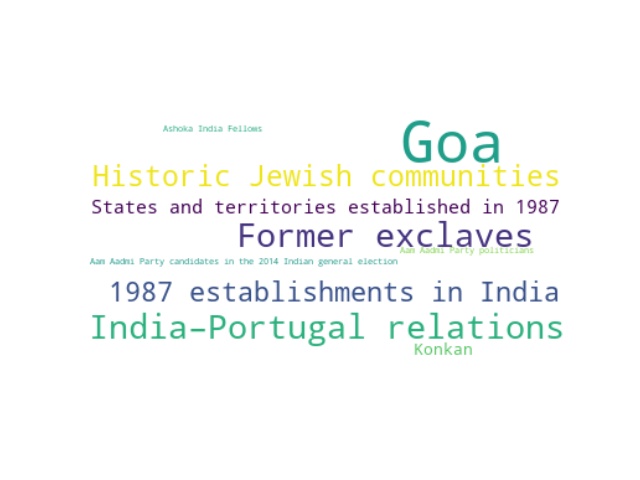 Ashoka India Fellows
Goa
Historic Jewish communities
States and territories established in 1987
Former exclaves
Aam Aadmi Party politicians
Aam Aadmi Party candidates in the 2014 Indian general election
1987 establishments in India
India–Portugal relations
Konkan